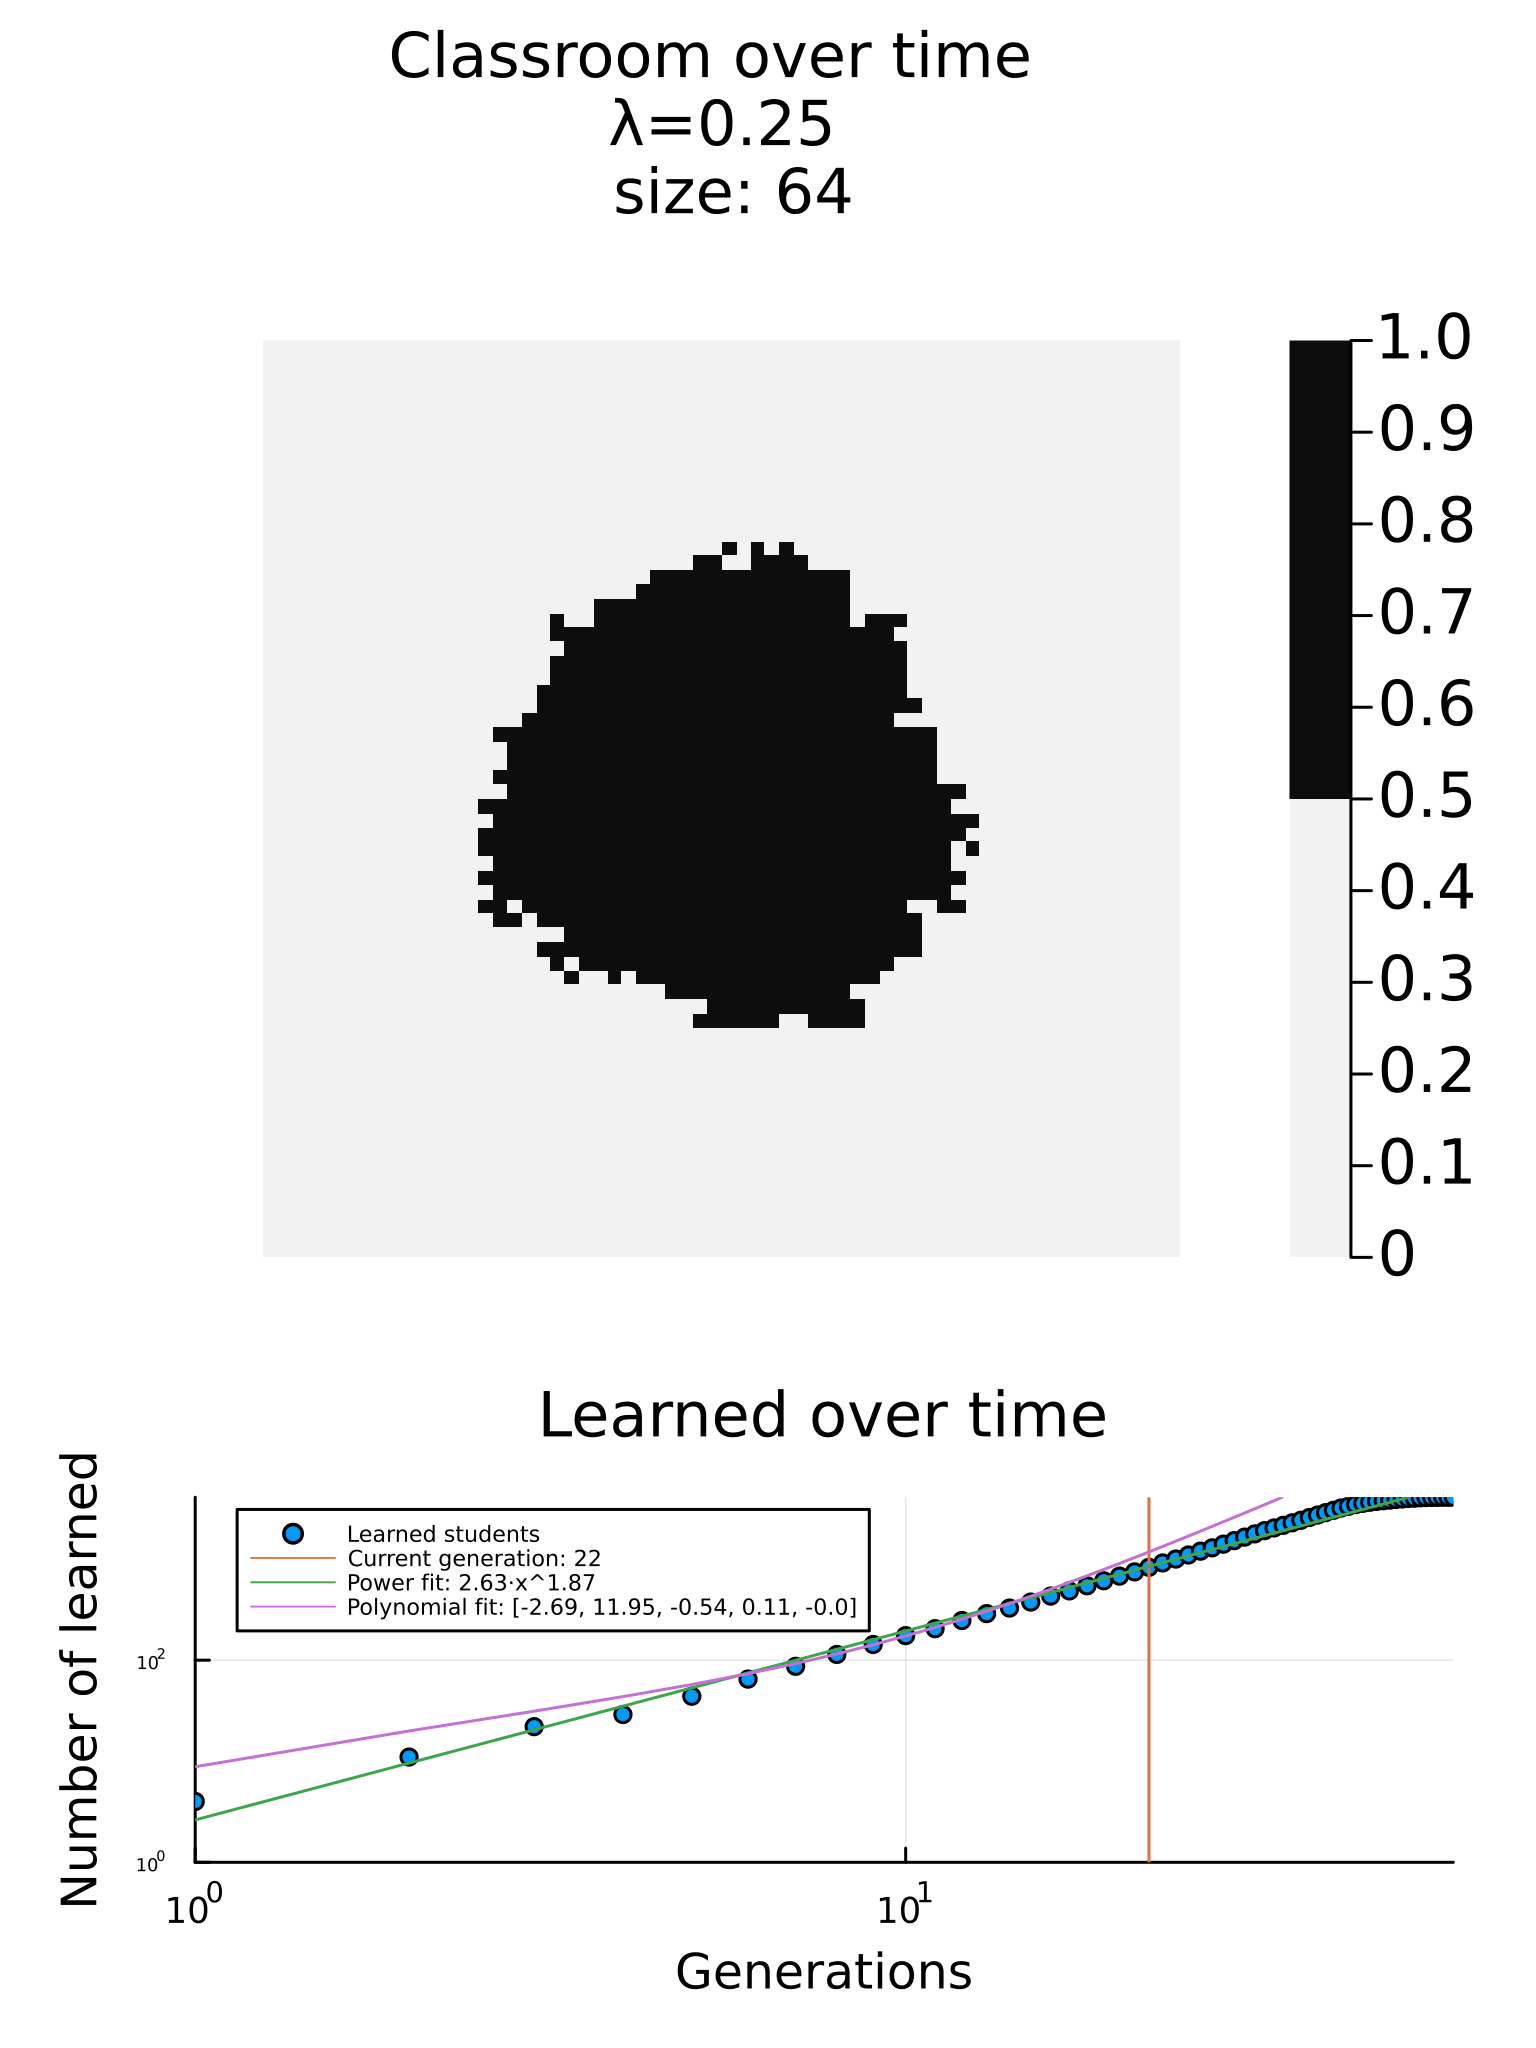 Classroom over time
λ=0.25
size: 64
1.0
0.9
0.8
0.7
0.6
0.5
0.4
0.3
0.2
0.1
0
Learned over time
Number of learned
Learned students
Current generation: 22
Power fit: 2.63·x^1.87
Polynomial fit: [-2.69, 11.95, -0.54, 0.11, -0.0]
10²
10⁰
10⁰
10¹
Generations